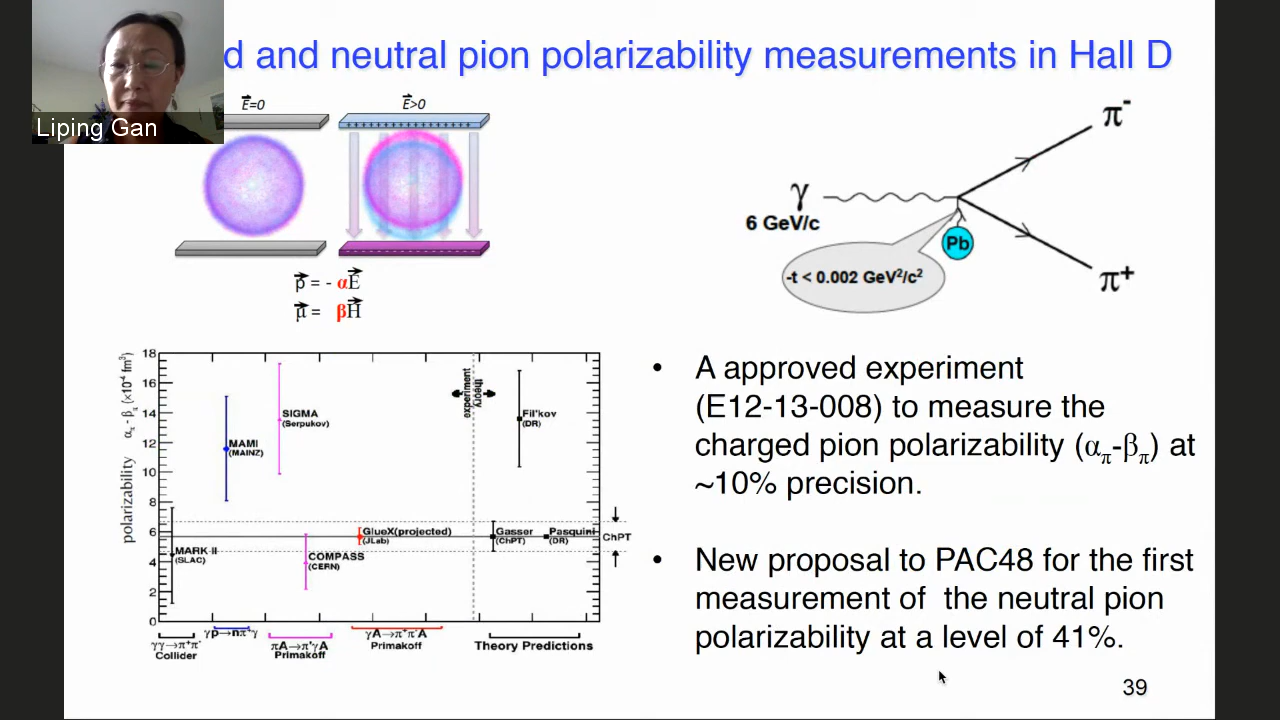 d and neutral pion polarizability measurements in Hall D
Liping Gan
E=0
E>0
p = - αE
μ = βH
π-
γ
6 GeV/c
Pb
-t < 0.002 GeV²/c²
π+
polarizability απ - βπ (×10⁻⁴ fm³)
18
16
14
12
10
8
6
4
2
0
experiment
theory
SIGMA
(Serpukov)
Fil'kov
(DR)
MAMI
(MAINZ)
GlueX(projected)
(JLab)
Gasser
(ChPT)
Pasquini
(DR)
ChPT
MARK II
(SLAC)
COMPASS
(CERN)
γγ→π+π-
Collider
γp→nπ+γ
πA→π'γA
Primakoff
γA→π+π-A
Primakoff
Theory Predictions
• A approved experiment
(E12-13-008) to measure the
charged pion polarizability (απ-βπ) at
~10% precision.
• New proposal to PAC48 for the first
measurement of the neutral pion
polarizability at a level of 41%.
39